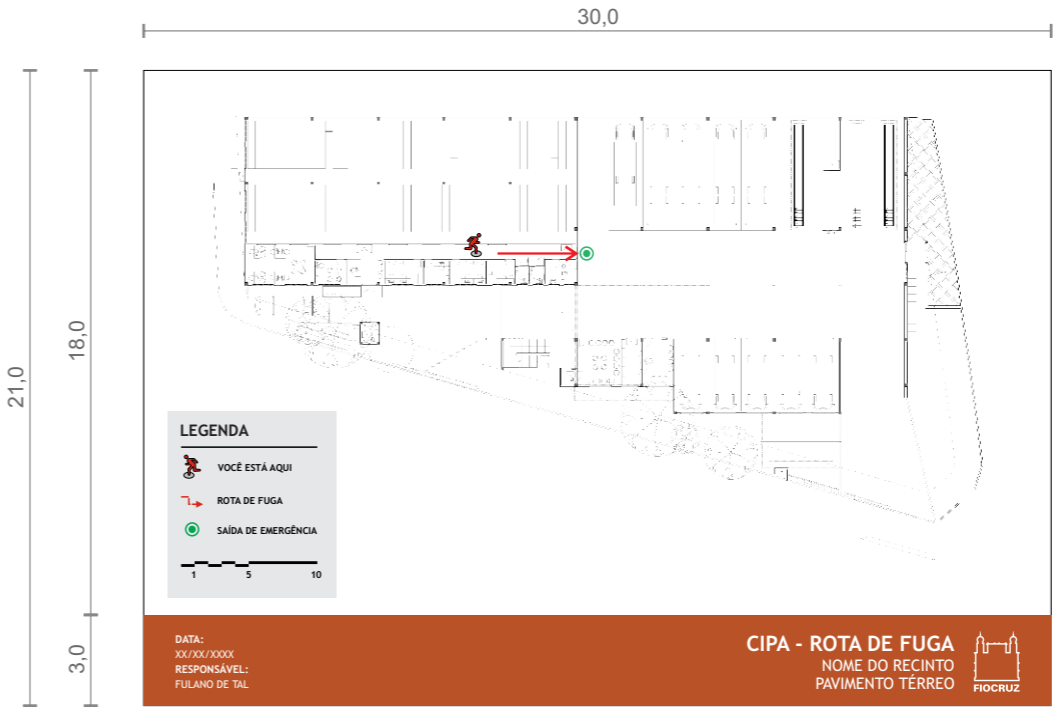 30,0
21,0
18,0
3,0
LEGENDA
VOCÊ ESTÁ AQUI
ROTA DE FUGA
SAÍDA DE EMERGÊNCIA
1 5 10
DATA:
XX/XX/XXXX
RESPONSÁVEL:
FULANO DE TAL
CIPA - ROTA DE FUGA
NOME DO RECINTO
PAVIMENTO TÉRREO
FIOCRUZ